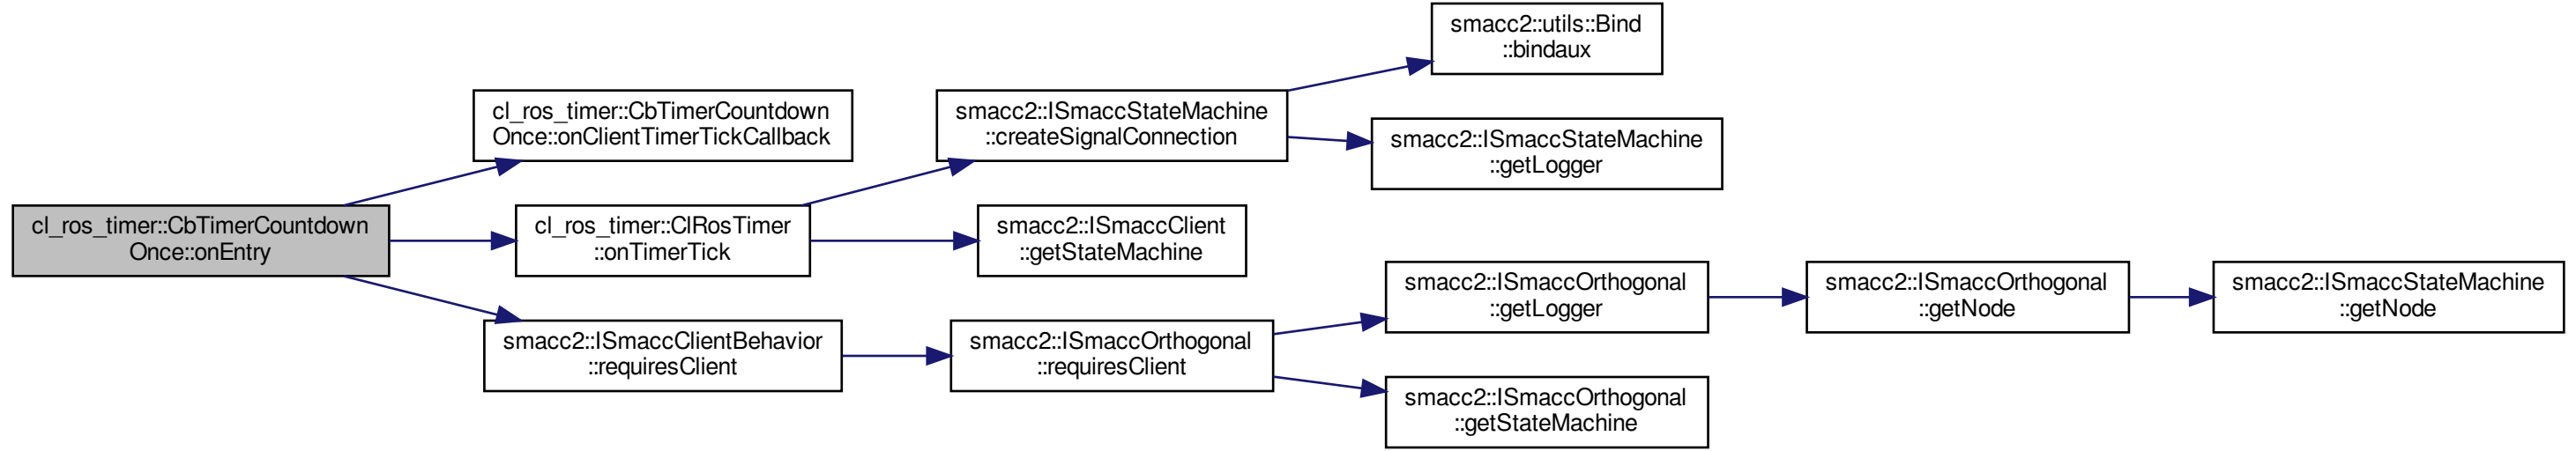 cl_ros_timer::CbTimerCountdown
Once::onEntry
cl_ros_timer::CbTimerCountdown
Once::onClientTimerTickCallback
cl_ros_timer::ClRosTimer
::onTimerTick
smacc2::ISmaccStateMachine
::createSignalConnection
smacc2::utils::Bind
::bindaux
smacc2::ISmaccStateMachine
::getLogger
smacc2::ISmaccClient
::getStateMachine
smacc2::ISmaccClientBehavior
::requiresClient
smacc2::ISmaccOrthogonal
::requiresClient
smacc2::ISmaccOrthogonal
::getLogger
smacc2::ISmaccOrthogonal
::getNode
smacc2::ISmaccStateMachine
::getNode
smacc2::ISmaccOrthogonal
::getStateMachine